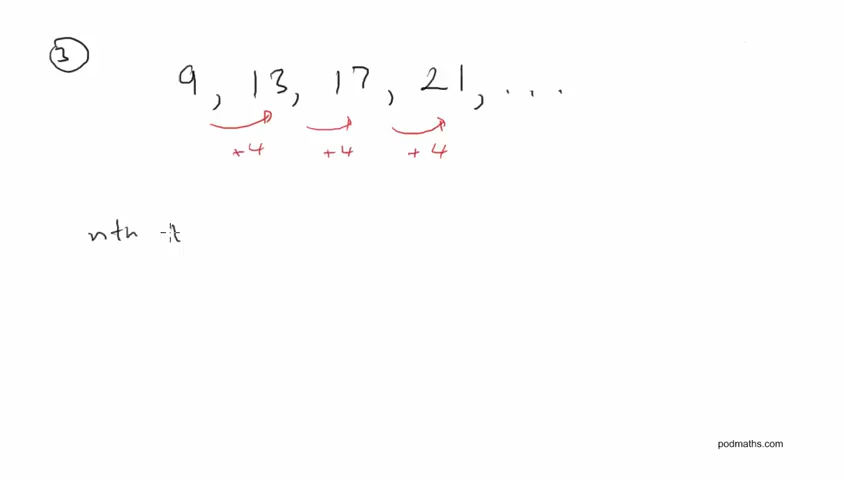 3
9, 13, 17, 21, ...
+4 +4 +4
nth t
podmaths.com